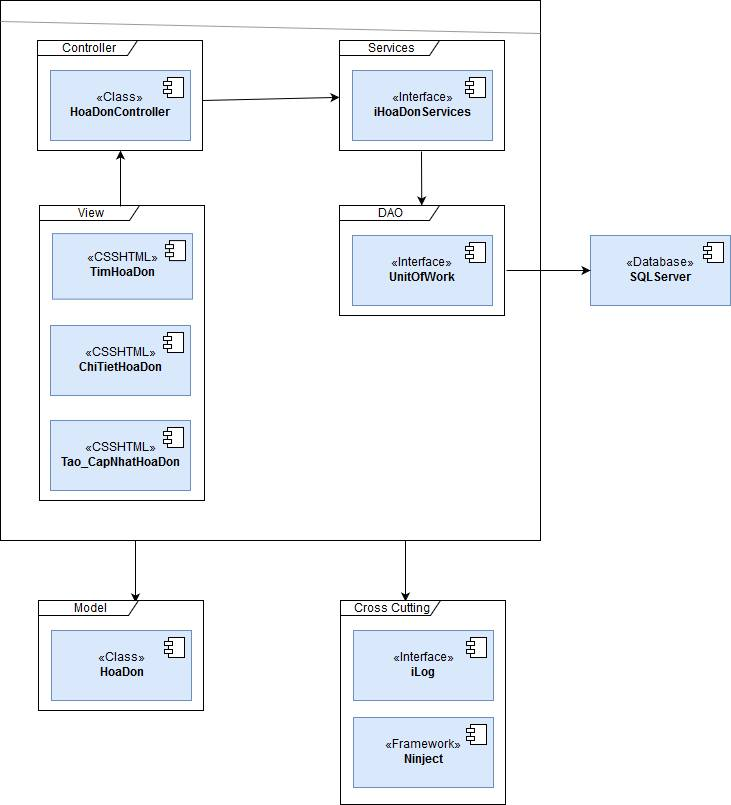 Controller
«Class»
HoaDonController
Services
«Interface»
iHoaDonServices
View
«CSSHTML»
TimHoaDon
«CSSHTML»
ChiTietHoaDon
«CSSHTML»
Tao_CapNhatHoaDon
DAO
«Interface»
UnitOfWork
«Database»
SQLServer
Model
«Class»
HoaDon
Cross Cutting
«Interface»
iLog
«Framework»
Ninject